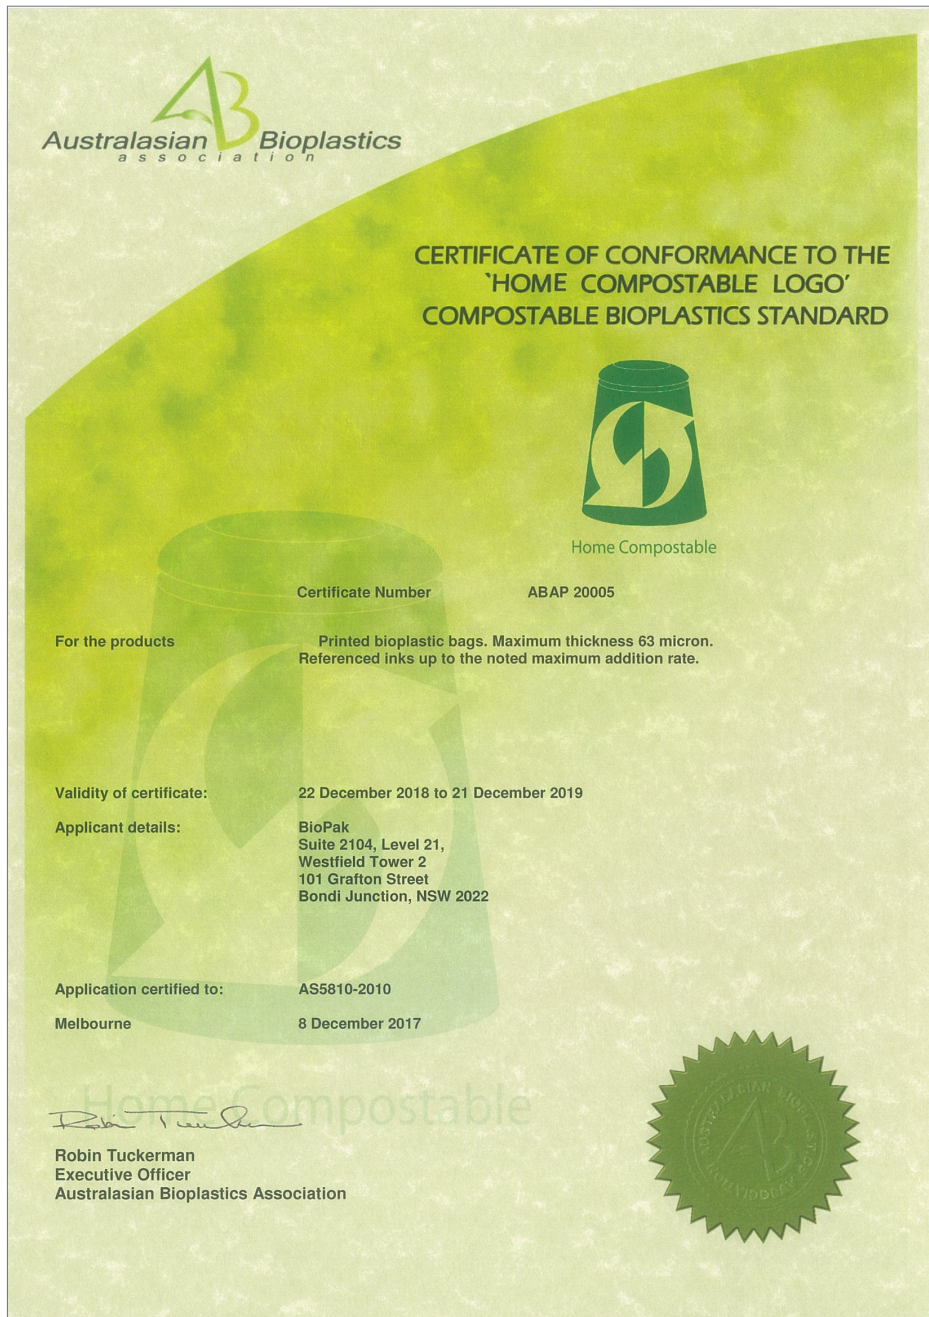 Australasian Bioplastics
association
CERTIFICATE OF CONFORMANCE TO THE
‘HOME COMPOSTABLE LOGO’
COMPOSTABLE BIOPLASTICS STANDARD
Home Compostable
Certificate Number ABAP 20005
For the products Printed bioplastic bags. Maximum thickness 63 micron.
Referenced inks up to the noted maximum addition rate.
Validity of certificate: 22 December 2018 to 21 December 2019
Applicant details: BioPak
Suite 2104, Level 21,
Westfield Tower 2
101 Grafton Street
Bondi Junction, NSW 2022
Application certified to: AS5810-2010
Melbourne 8 December 2017
Home Compostable
Robin Tuckerman
Executive Officer
Australasian Bioplastics Association
AUSTRALASIAN BIOPLASTICS ASSOCIATION